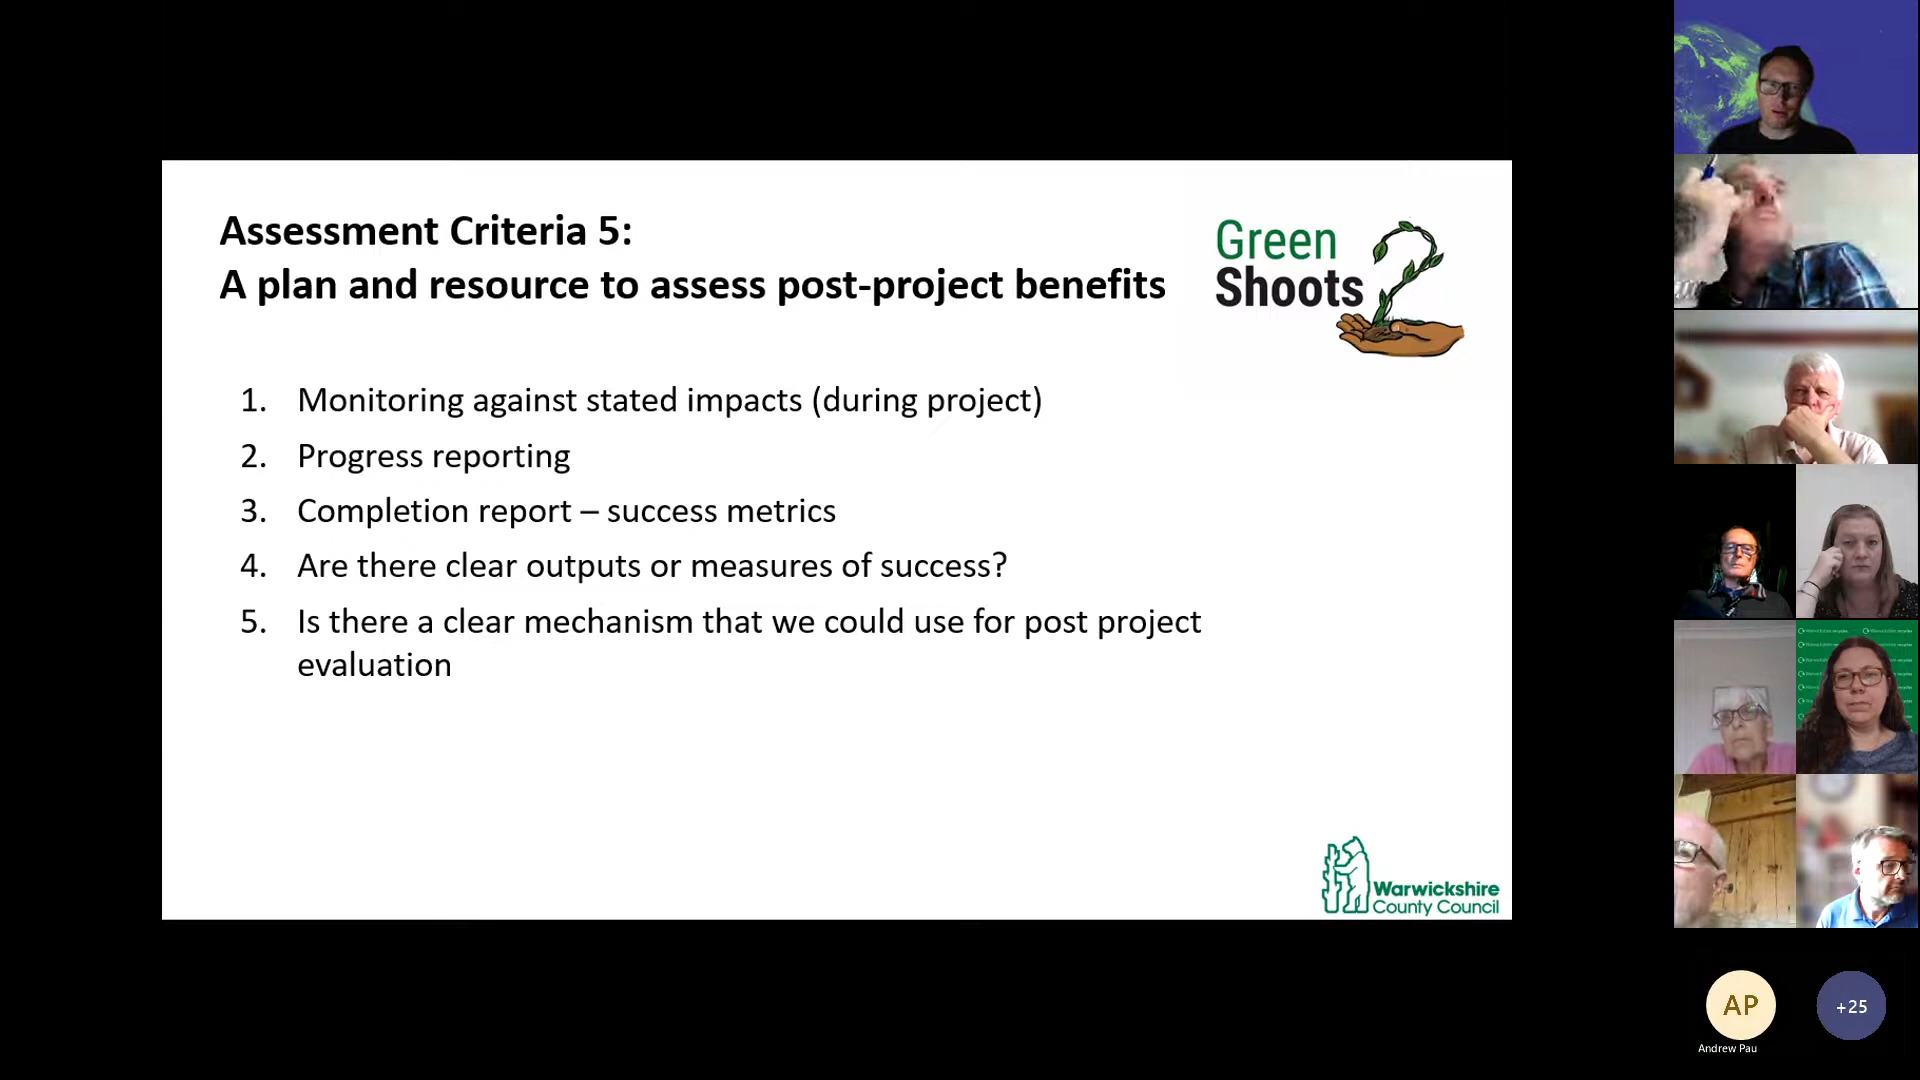 Assessment Criteria 5:
A plan and resource to assess post-project benefits
Green
Shoots
1. Monitoring against stated impacts (during project)
2. Progress reporting
3. Completion report – success metrics
4. Are there clear outputs or measures of success?
5. Is there a clear mechanism that we could use for post project
evaluation
Warwickshire
County Council
AP
+25
Andrew Pau